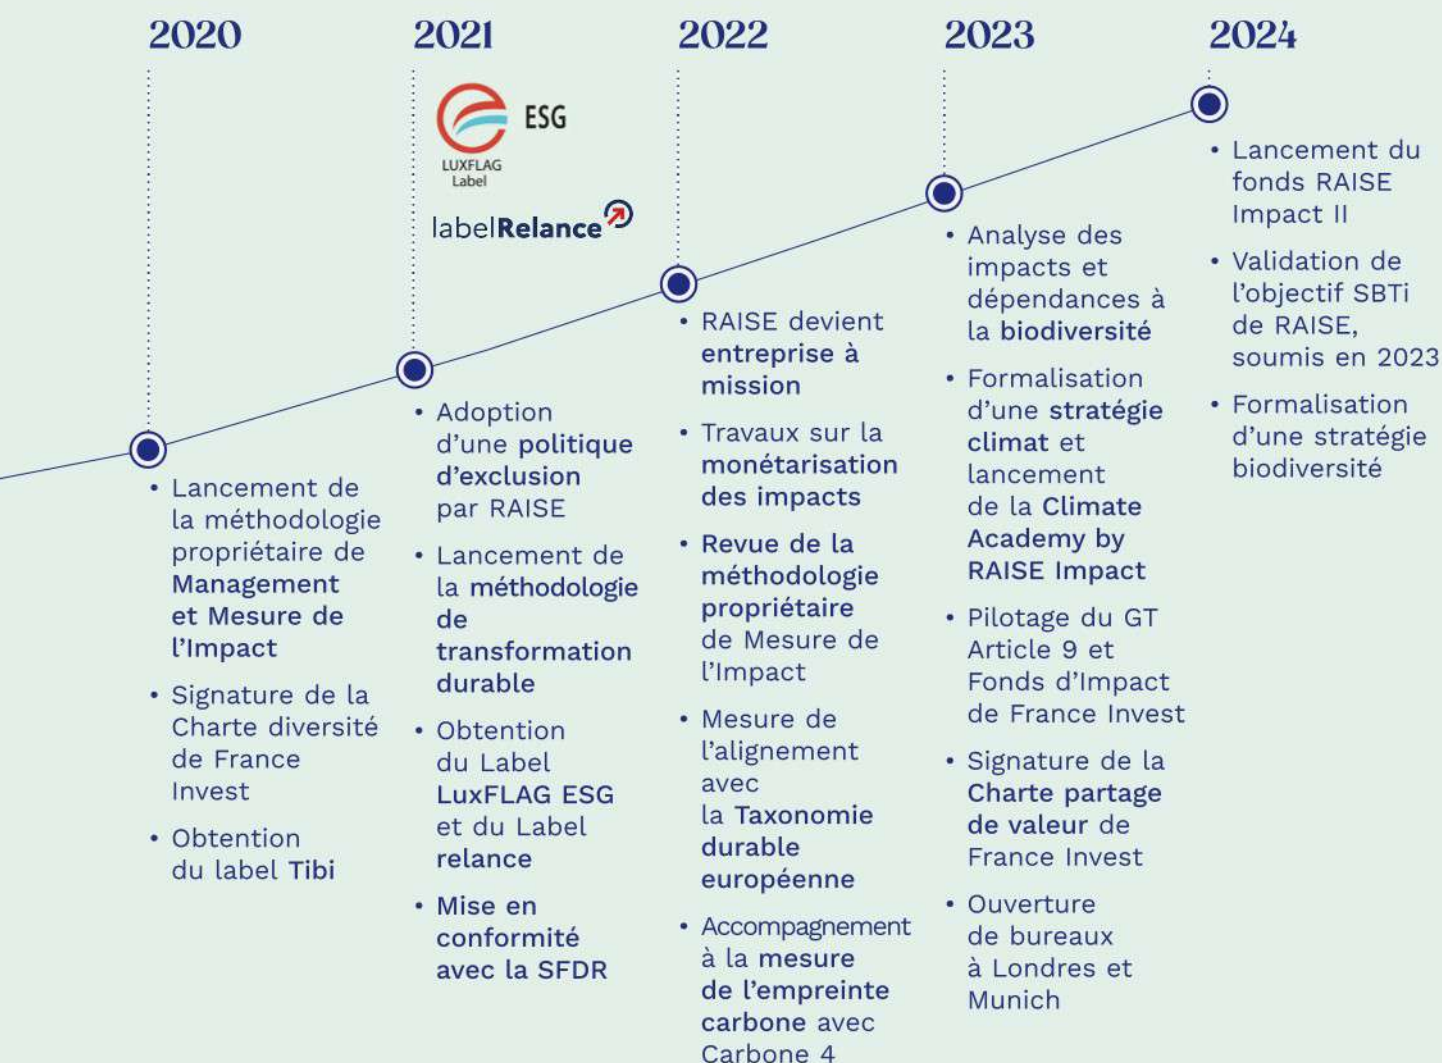 2020
Lancement de
la méthodologie
propriétaire de
Management
et Mesure de
l'Impact
Signature de la
Charte diversité
de France
Invest
Obtention
du label Tibi
2021
ESG
LUXFLAG
Label
labelRelance
Adoption
d'une politique
d'exclusion
par RAISE
Lancement de
la méthodologie
de
transformation
durable
Obtention
du Label
LuxFLAG ESG
et du Label
relance
Mise en
conformité
avec la SFDR
2022
RAISE devient
entreprise à
mission
Travaux sur la
monétarisation
des impacts
Revue de la
méthodologie
propriétaire
de Mesure de
l'Impact
Mesure de
l'alignement
avec
la Taxonomie
durable
européenne
Accompagnement
à la mesure
de l'empreinte
carbone avec
Carbone 4
2023
Analyse des
impacts et
dépendances à
la biodiversité
Formalisation
d'une stratégie
climat et
lancement
de la Climate
Academy by
RAISE Impact
Pilotage du GT
Article 9 et
Fonds d'Impact
de France Invest
Signature de la
Charte partage
de valeur de
France Invest
Ouverture
de bureaux
à Londres et
Munich
2024
Lancement du
fonds RAISE
Impact II
Validation de
l'objectif SBTi
de RAISE,
soumis en 2023
Formalisation
d'une stratégie
biodiversité